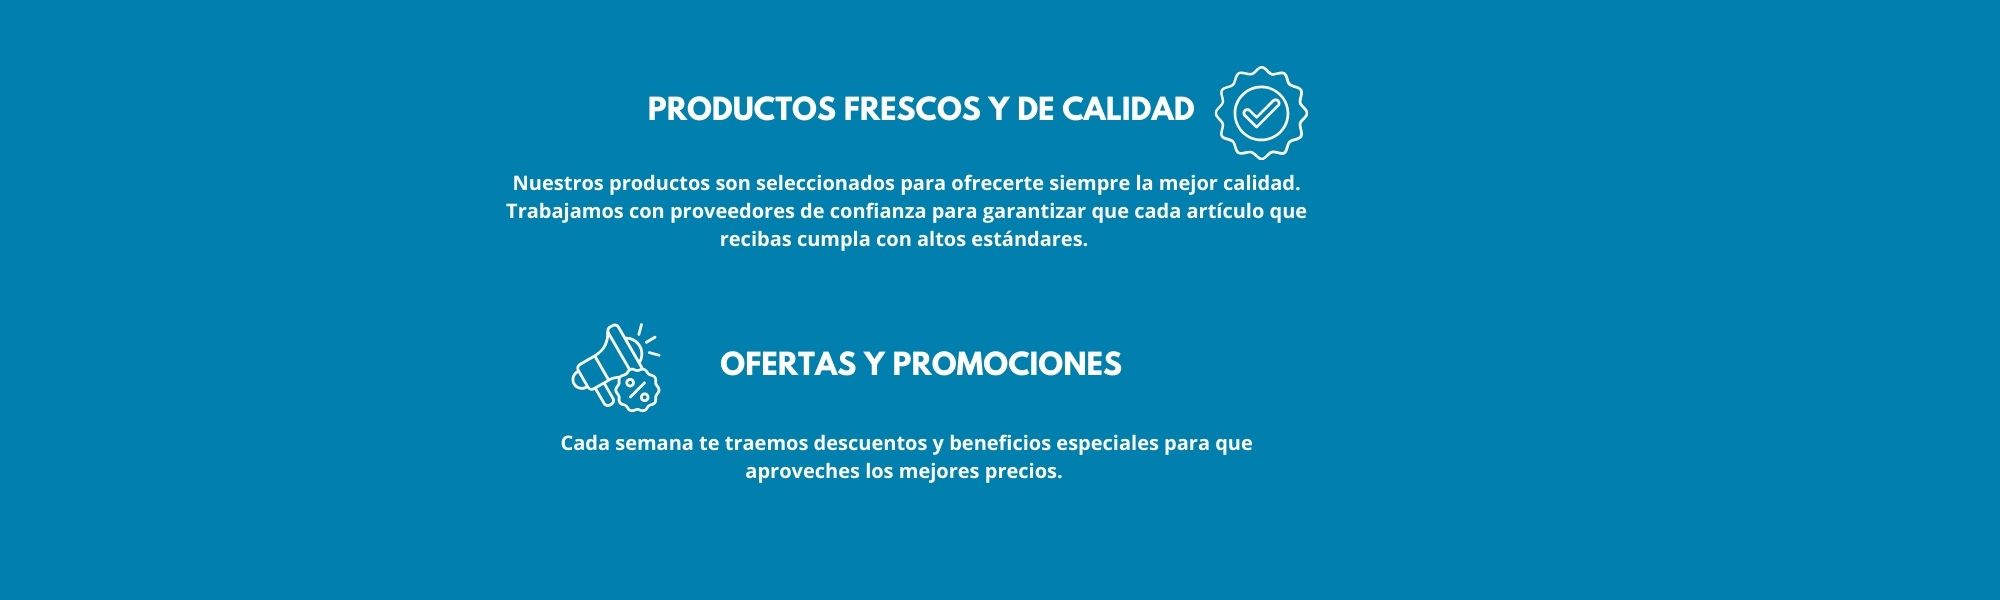 PRODUCTOS FRESCOS Y DE CALIDAD
Nuestros productos son seleccionados para ofrecerte siempre la mejor calidad.
Trabajamos con proveedores de confianza para garantizar que cada artículo que
recibas cumpla con altos estándares.
OFERTAS Y PROMOCIONES
Cada semana te traemos descuentos y beneficios especiales para que
aproveches los mejores precios.